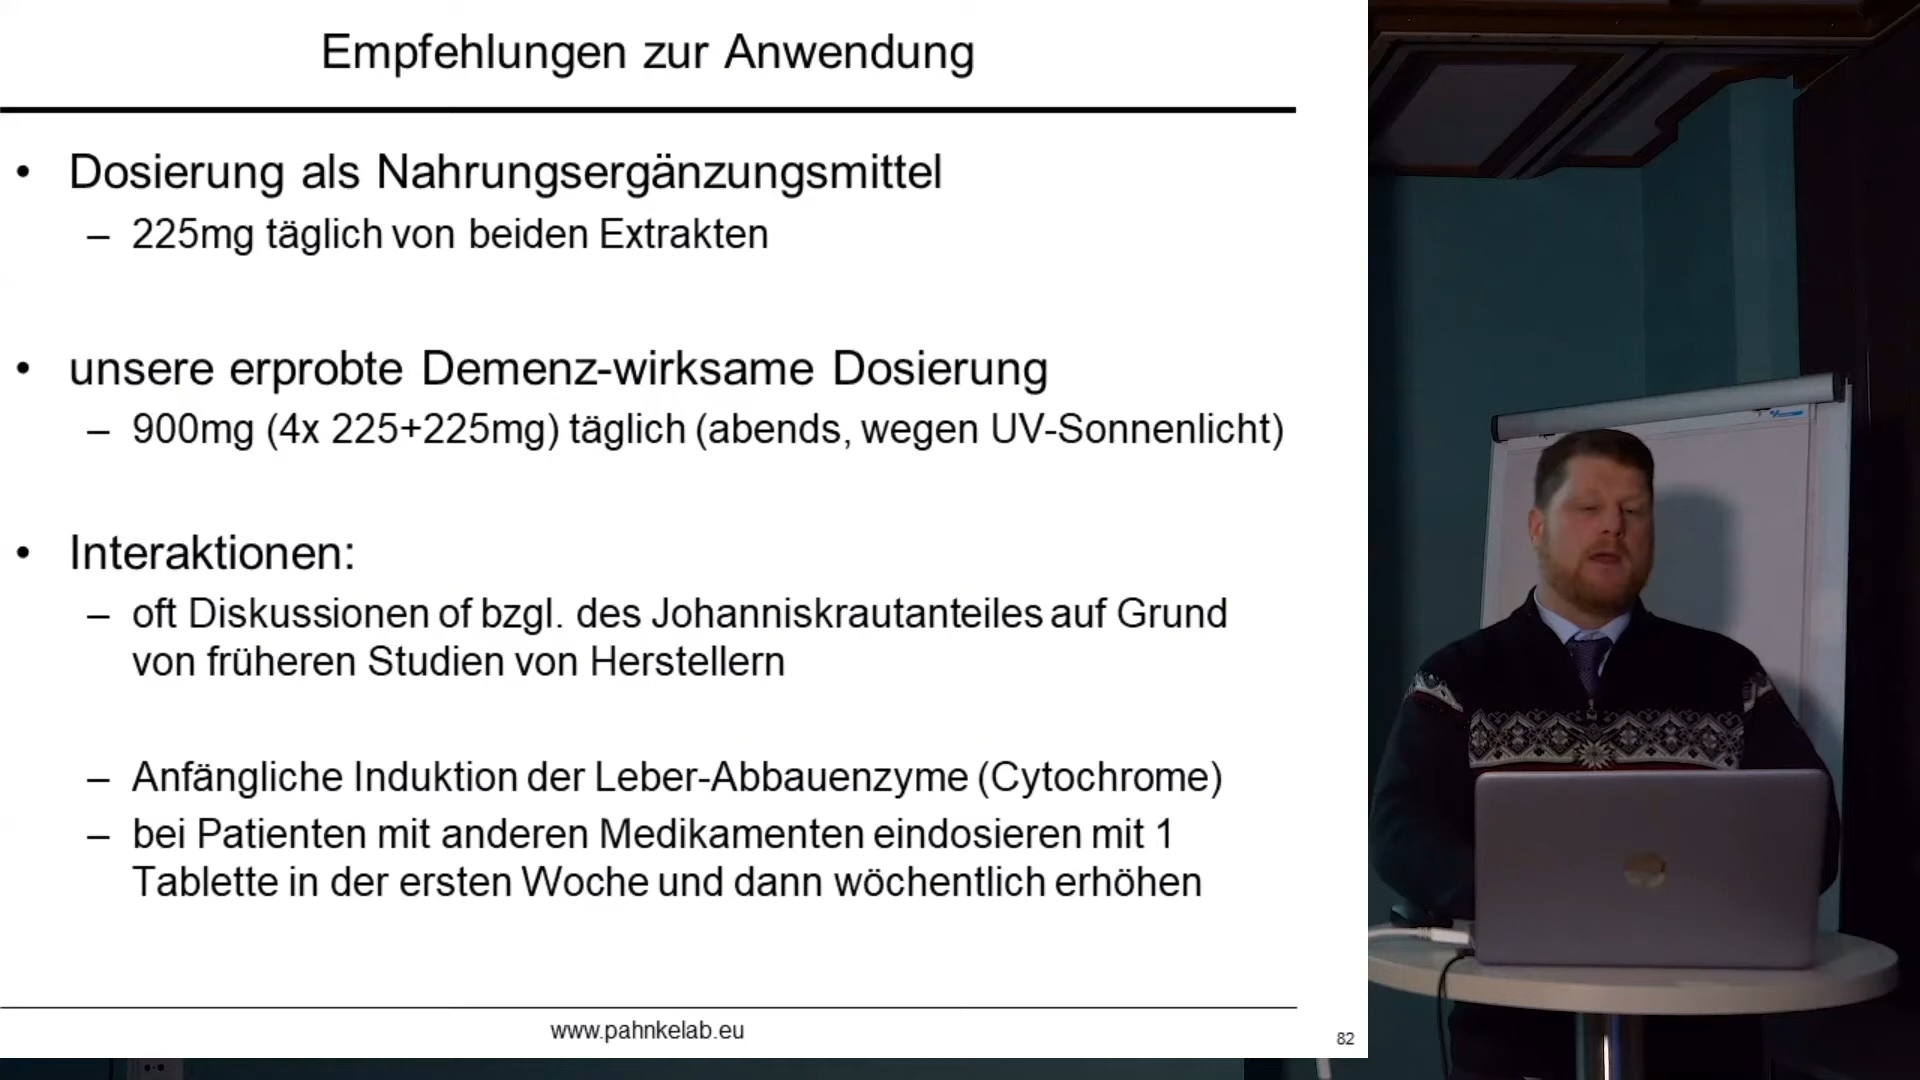 Empfehlungen zur Anwendung
• Dosierung als Nahrungsergänzungsmittel
– 225mg täglich von beiden Extrakten
• unsere erprobte Demenz-wirksame Dosierung
– 900mg (4x 225+225mg) täglich (abends, wegen UV-Sonnenlicht)
• Interaktionen:
– oft Diskussionen of bzgl. des Johanniskrautanteiles auf Grund
von früheren Studien von Herstellern
– Anfängliche Induktion der Leber-Abbauenzyme (Cytochrome)
– bei Patienten mit anderen Medikamenten eindosieren mit 1
Tablette in der ersten Woche und dann wöchentlich erhöhen
www.pahnkelab.eu
82